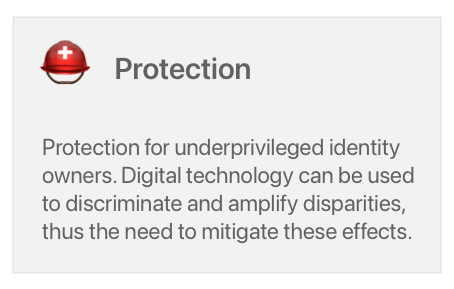 Protection
Protection for underprivileged identity
owners. Digital technology can be used
to discriminate and amplify disparities,
thus the need to mitigate these effects.